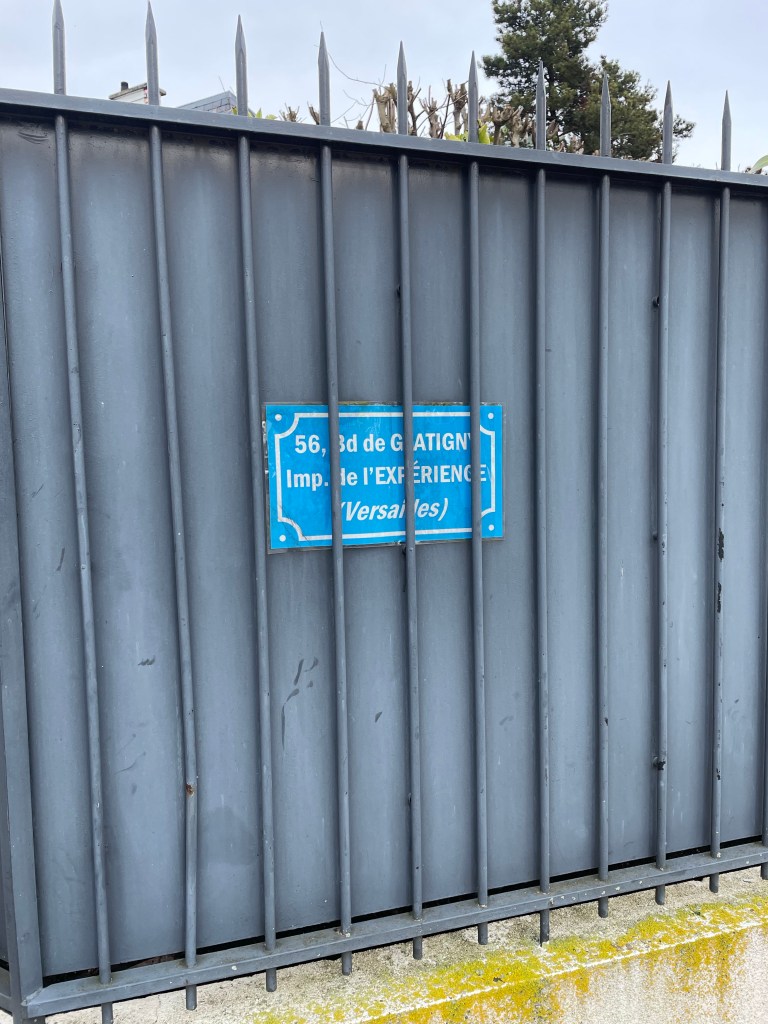 56, Bd de GLATIGNY
Imp. de l'EXPÉRIENCE
(Versailles)